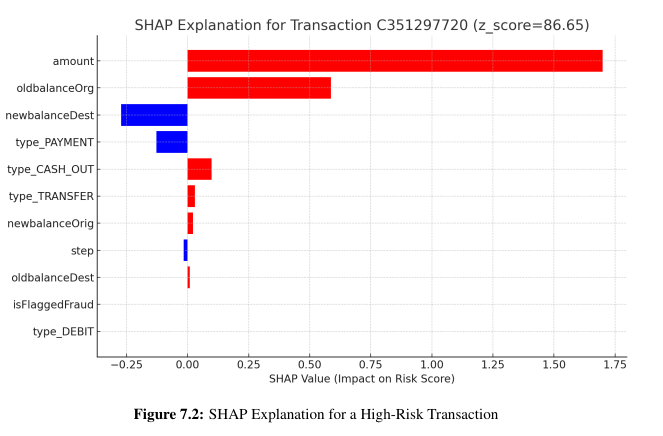 SHAP Explanation for Transaction C351297720 (z_score=86.65)
amount
oldbalanceOrg
newbalanceDest
type_PAYMENT
type_CASH_OUT
type_TRANSFER
newbalanceOrig
step
oldbalanceDest
isFlaggedFraud
type_DEBIT
−0.25 0.00 0.25 0.50 0.75 1.00 1.25 1.50 1.75
SHAP Value (Impact on Risk Score)
Figure 7.2: SHAP Explanation for a High-Risk Transaction